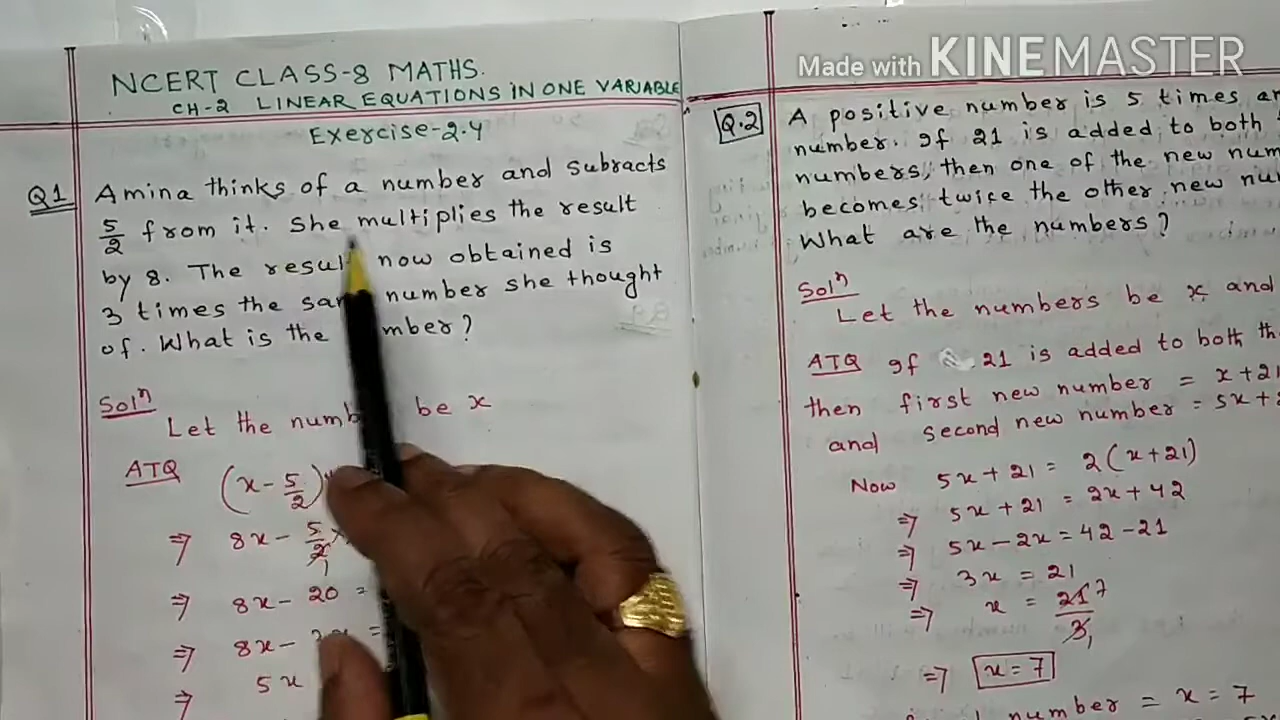 Made with KINEMASTER
NCERT CLASS-8 MATHS.
CH-2 LINEAR EQUATIONS IN ONE VARIABLE
Exercise-2.4
Q1 Amina thinks of a number and subracts
5/2 from it. She multiplies the result
by 8. The result now obtained is
3 times the number she thought
of. What is the
Solⁿ
Let the be x
ATQ (x - 5/2)
⇒ 8x - 5/2
⇒ 8x - 20 =
⇒ 8x - =
⇒ 5x
Q.2 A positive number is 5 times
number. If 21 is added to both
numbers, then one of the new
becomes twice the other new
What are the numbers?
Solⁿ
Let the numbers be x and
ATQ If 21 is added to both
then first new number = x+21
and second new number = 5x+
Now 5x+21 = 2(x+21)
⇒ 5x+21 = 2x+42
⇒ 5x-2x = 42-21
⇒ 3x = 21
⇒ x = 21/3 7 1
⇒ x=7
number = x = 7